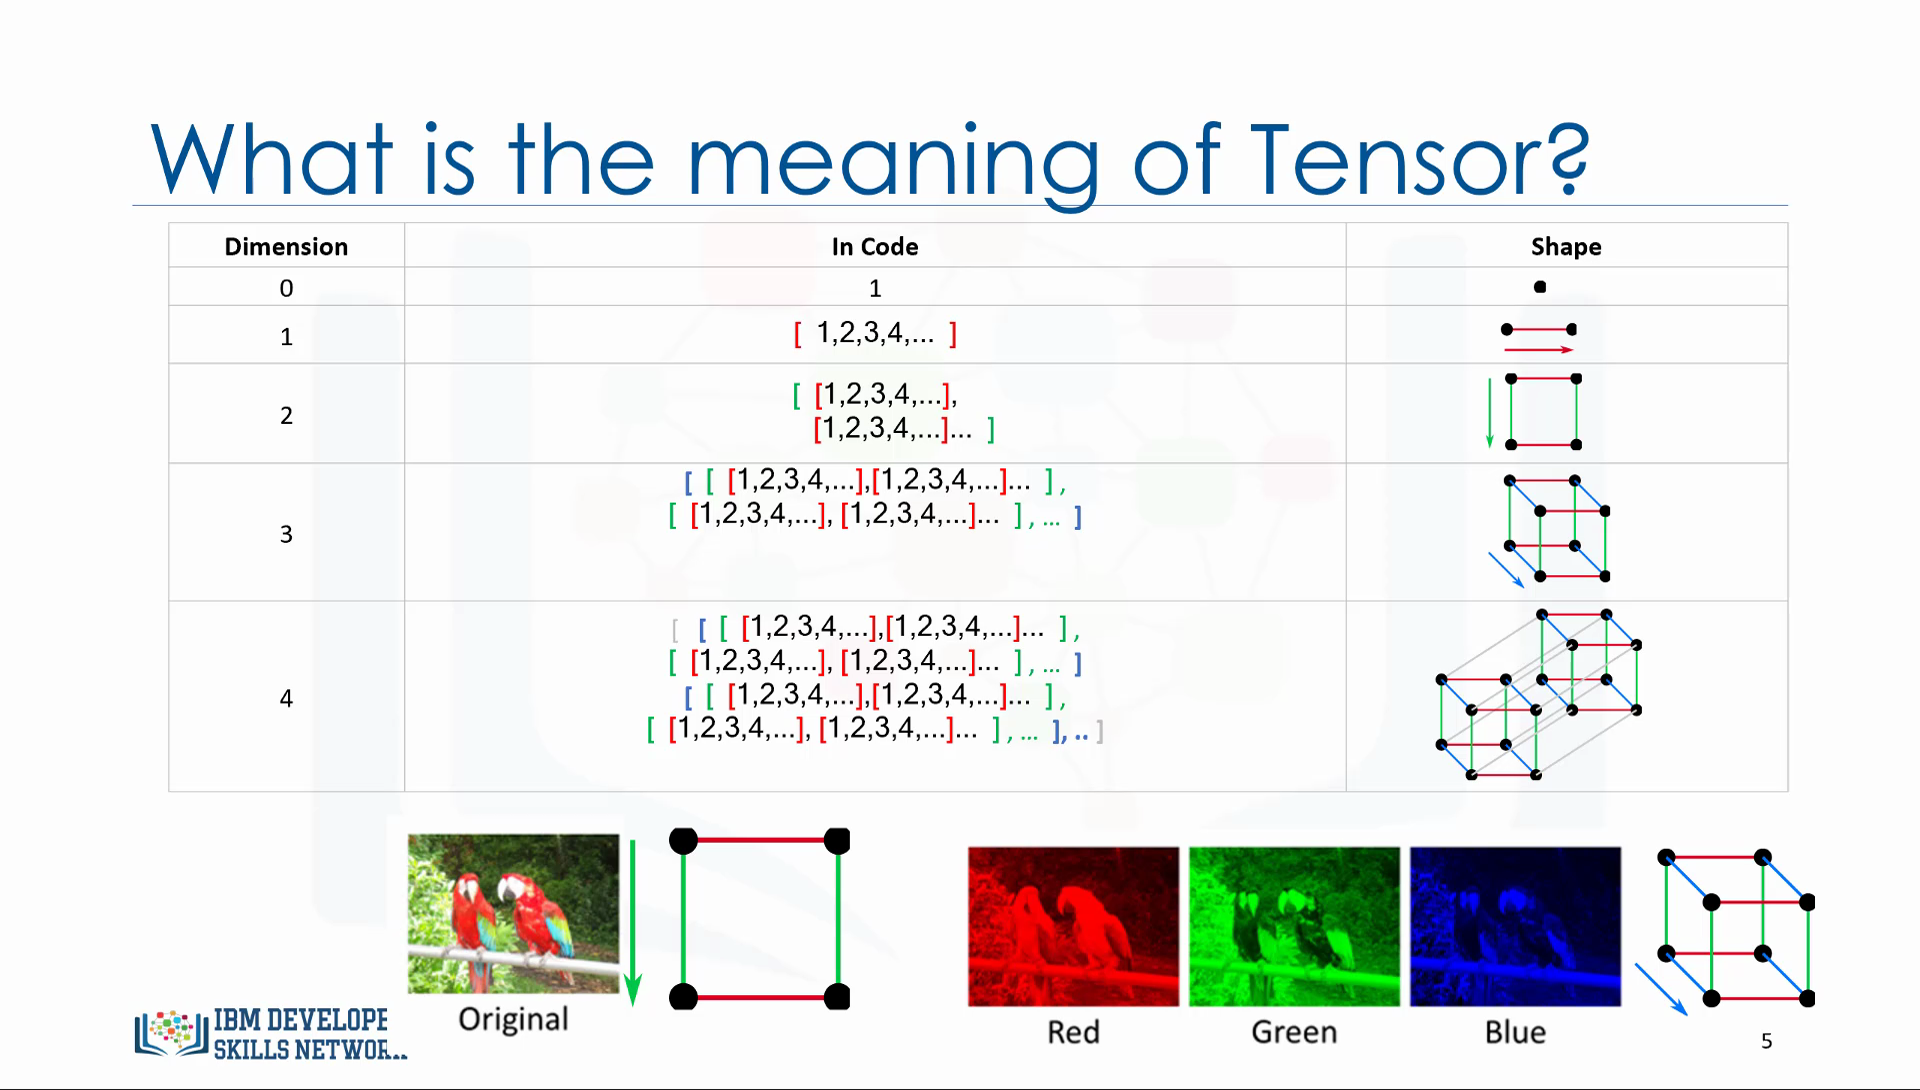 What is the meaning of Tensor?
Dimension In Code Shape
0 1
1 [ 1,2,3,4,... ]
2 [ [1,2,3,4,...],
[1,2,3,4,...]... ]
3 [ [ [1,2,3,4,...],[1,2,3,4,...]... ],
[ [1,2,3,4,...], [1,2,3,4,...]... ], ... ]
4 [ [ [ [1,2,3,4,...],[1,2,3,4,...]... ],
[ [1,2,3,4,...], [1,2,3,4,...]... ], ... ]
[ [ [1,2,3,4,...],[1,2,3,4,...]... ],
[ [1,2,3,4,...], [1,2,3,4,...]... ], ... ], .. ]
Original
Red Green Blue
IBM DEVELOPE
SKILLS NETWOR...
5